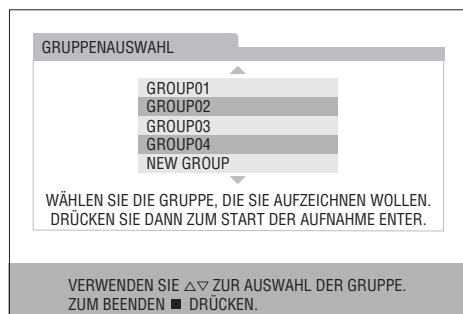 GRUPPENAUSWAHL
GROUP01
GROUP02
GROUP03
GROUP04
NEW GROUP
WÄHLEN SIE DIE GRUPPE, DIE SIE AUFZEICHNEN WOLLEN.
DRÜCKEN SIE DANN ZUM START DER AUFNAHME ENTER.
VERWENDEN SIE △▽ ZUR AUSWAHL DER GRUPPE.
ZUM BEENDEN ■ DRÜCKEN.